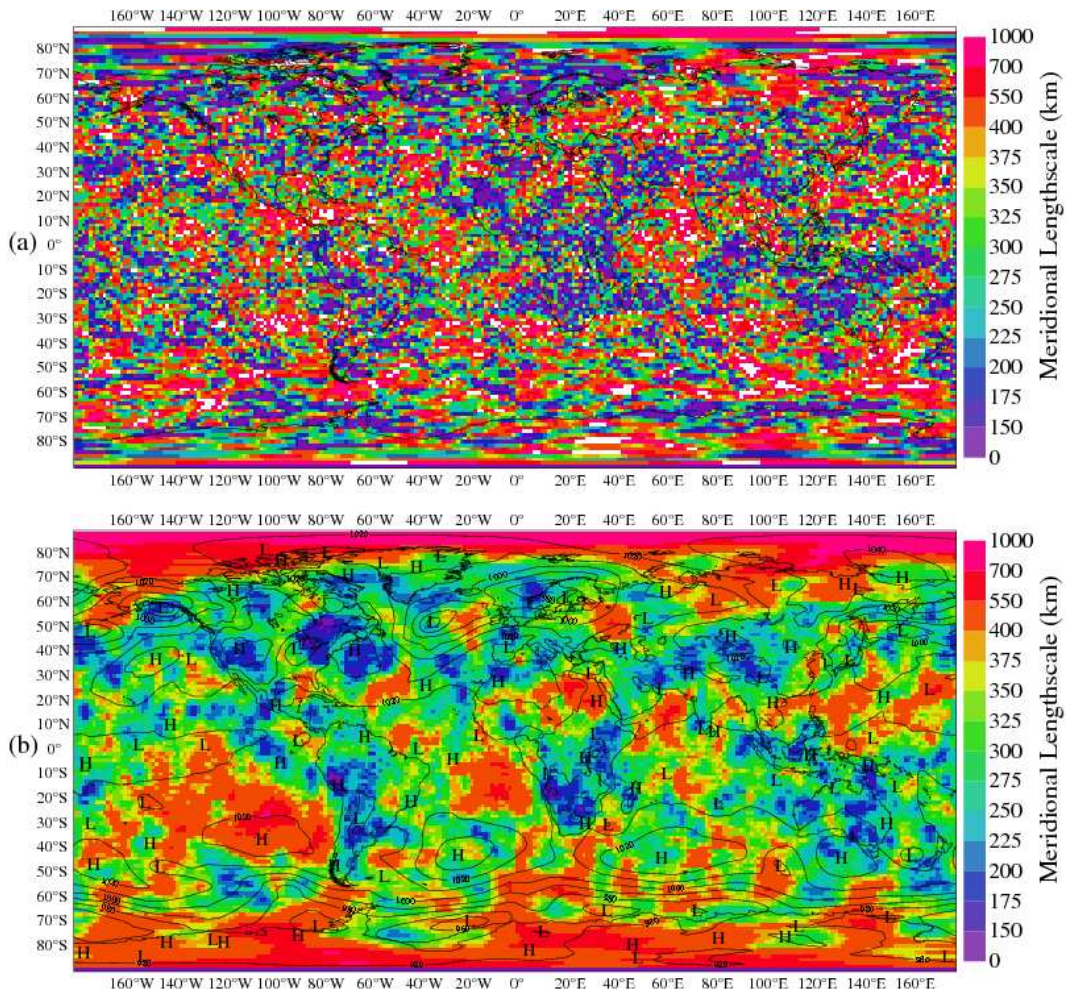 160°W 140°W 120°W 100°W 80°W 60°W 40°W 20°W 0° 20°E 40°E 60°E 80°E 100°E 120°E 140°E 160°E
80°N
70°N
60°N
50°N
40°N
30°N
20°N
10°N
(a) 0°
10°S
20°S
30°S
40°S
50°S
60°S
70°S
80°S
1000
700
550
400
375
350
325
300
275
250
225
200
175
150
0
Meridional Lengthscale (km)
160°W 140°W 120°W 100°W 80°W 60°W 40°W 20°W 0° 20°E 40°E 60°E 80°E 100°E 120°E 140°E 160°E
160°W 140°W 120°W 100°W 80°W 60°W 40°W 20°W 0° 20°E 40°E 60°E 80°E 100°E 120°E 140°E 160°E
80°N
70°N
60°N
50°N
40°N
30°N
20°N
10°N
(b) 0°
10°S
20°S
30°S
40°S
50°S
60°S
70°S
80°S
1000
700
550
400
375
350
325
300
275
250
225
200
175
150
0
Meridional Lengthscale (km)
160°W 140°W 120°W 100°W 80°W 60°W 40°W 20°W 0° 20°E 40°E 60°E 80°E 100°E 120°E 140°E 160°E